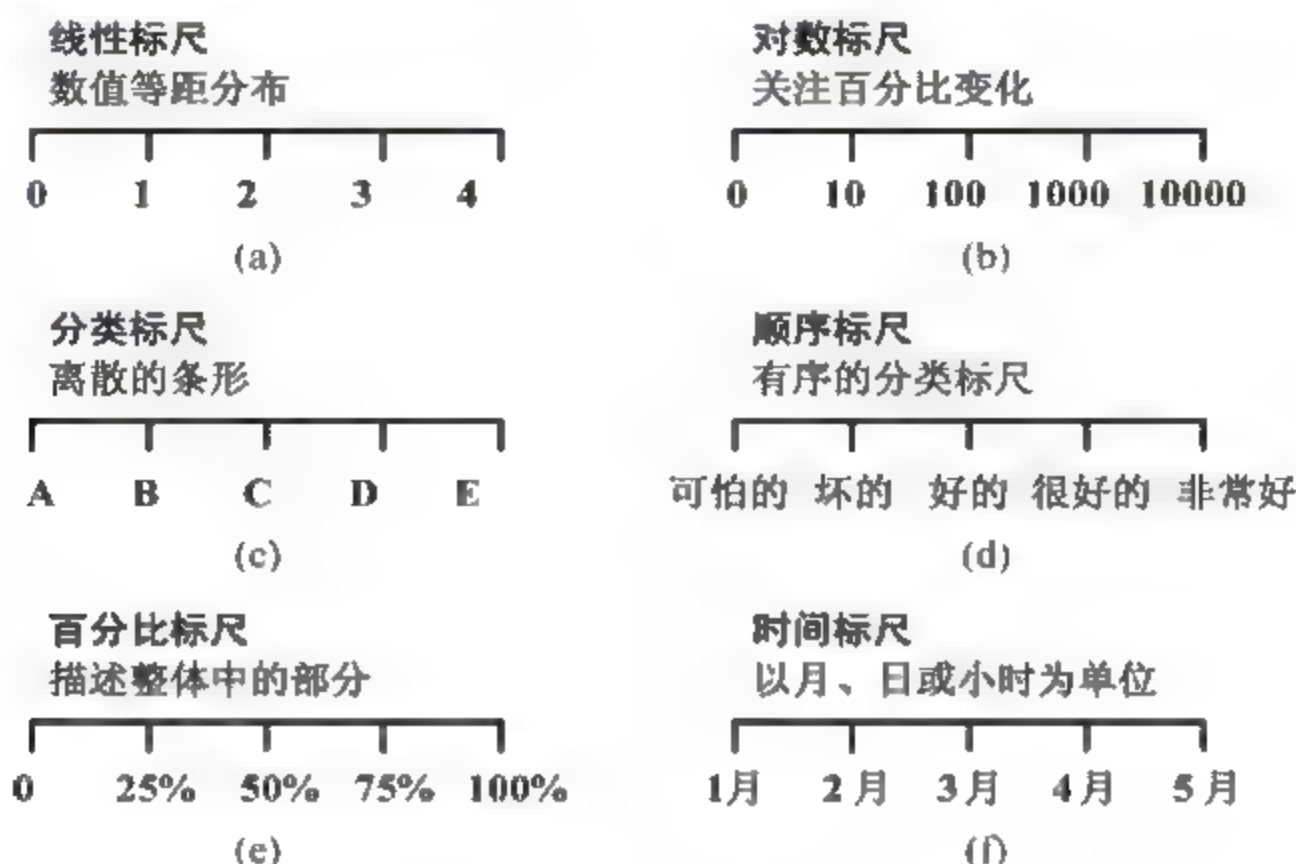 线性标尺
数值等距分布
0 1 2 3 4
(a)
对数标尺
关注百分比变化
0 10 100 1000 10000
(b)
分类标尺
离散的条形
A B C D E
(c)
顺序标尺
有序的分类标尺
可怕的 坏的 好的 很好的 非常好
(d)
百分比标尺
描述整体中的部分
0 25% 50% 75% 100%
(e)
时间标尺
以月、日或小时为单位
1月 2月 3月 4月 5月
(f)